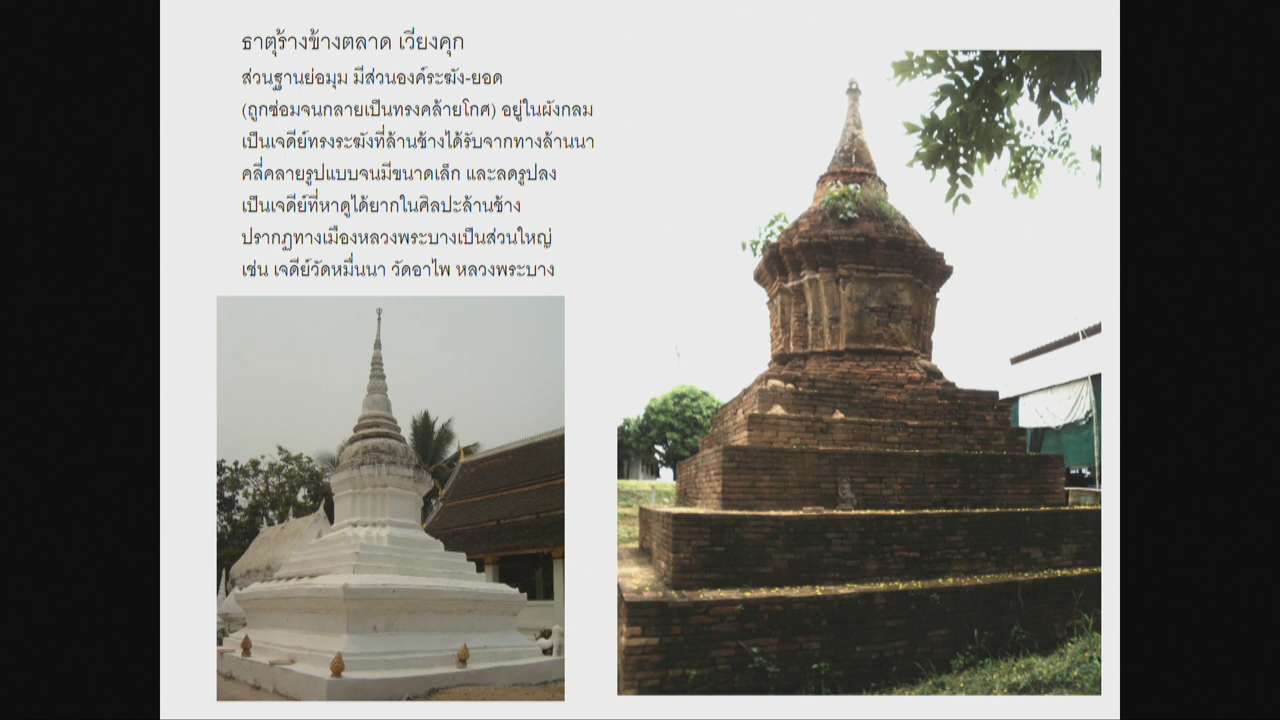 ธาตุร้างข้างตลาด เวียงคุก
ส่วนฐานย่อมุม มีส่วนองค์ระฆัง-ยอด
(ถูกซ่อมจนกลายเป็นทรงคล้ายโกศ) อยู่ในผังกลม
เป็นเจดีย์ทรงระฆังที่ล้านช้างได้รับจากทางล้านนา
คลี่คลายรูปแบบจนมีขนาดเล็ก และลดรูปลง
เป็นเจดีย์ที่หาดูได้ยากในศิลปะล้านช้าง
ปรากฏทางเมืองหลวงพระบางเป็นส่วนใหญ่
เช่น เจดีย์วัดหมื่นนา วัดอาไพ หลวงพระบาง